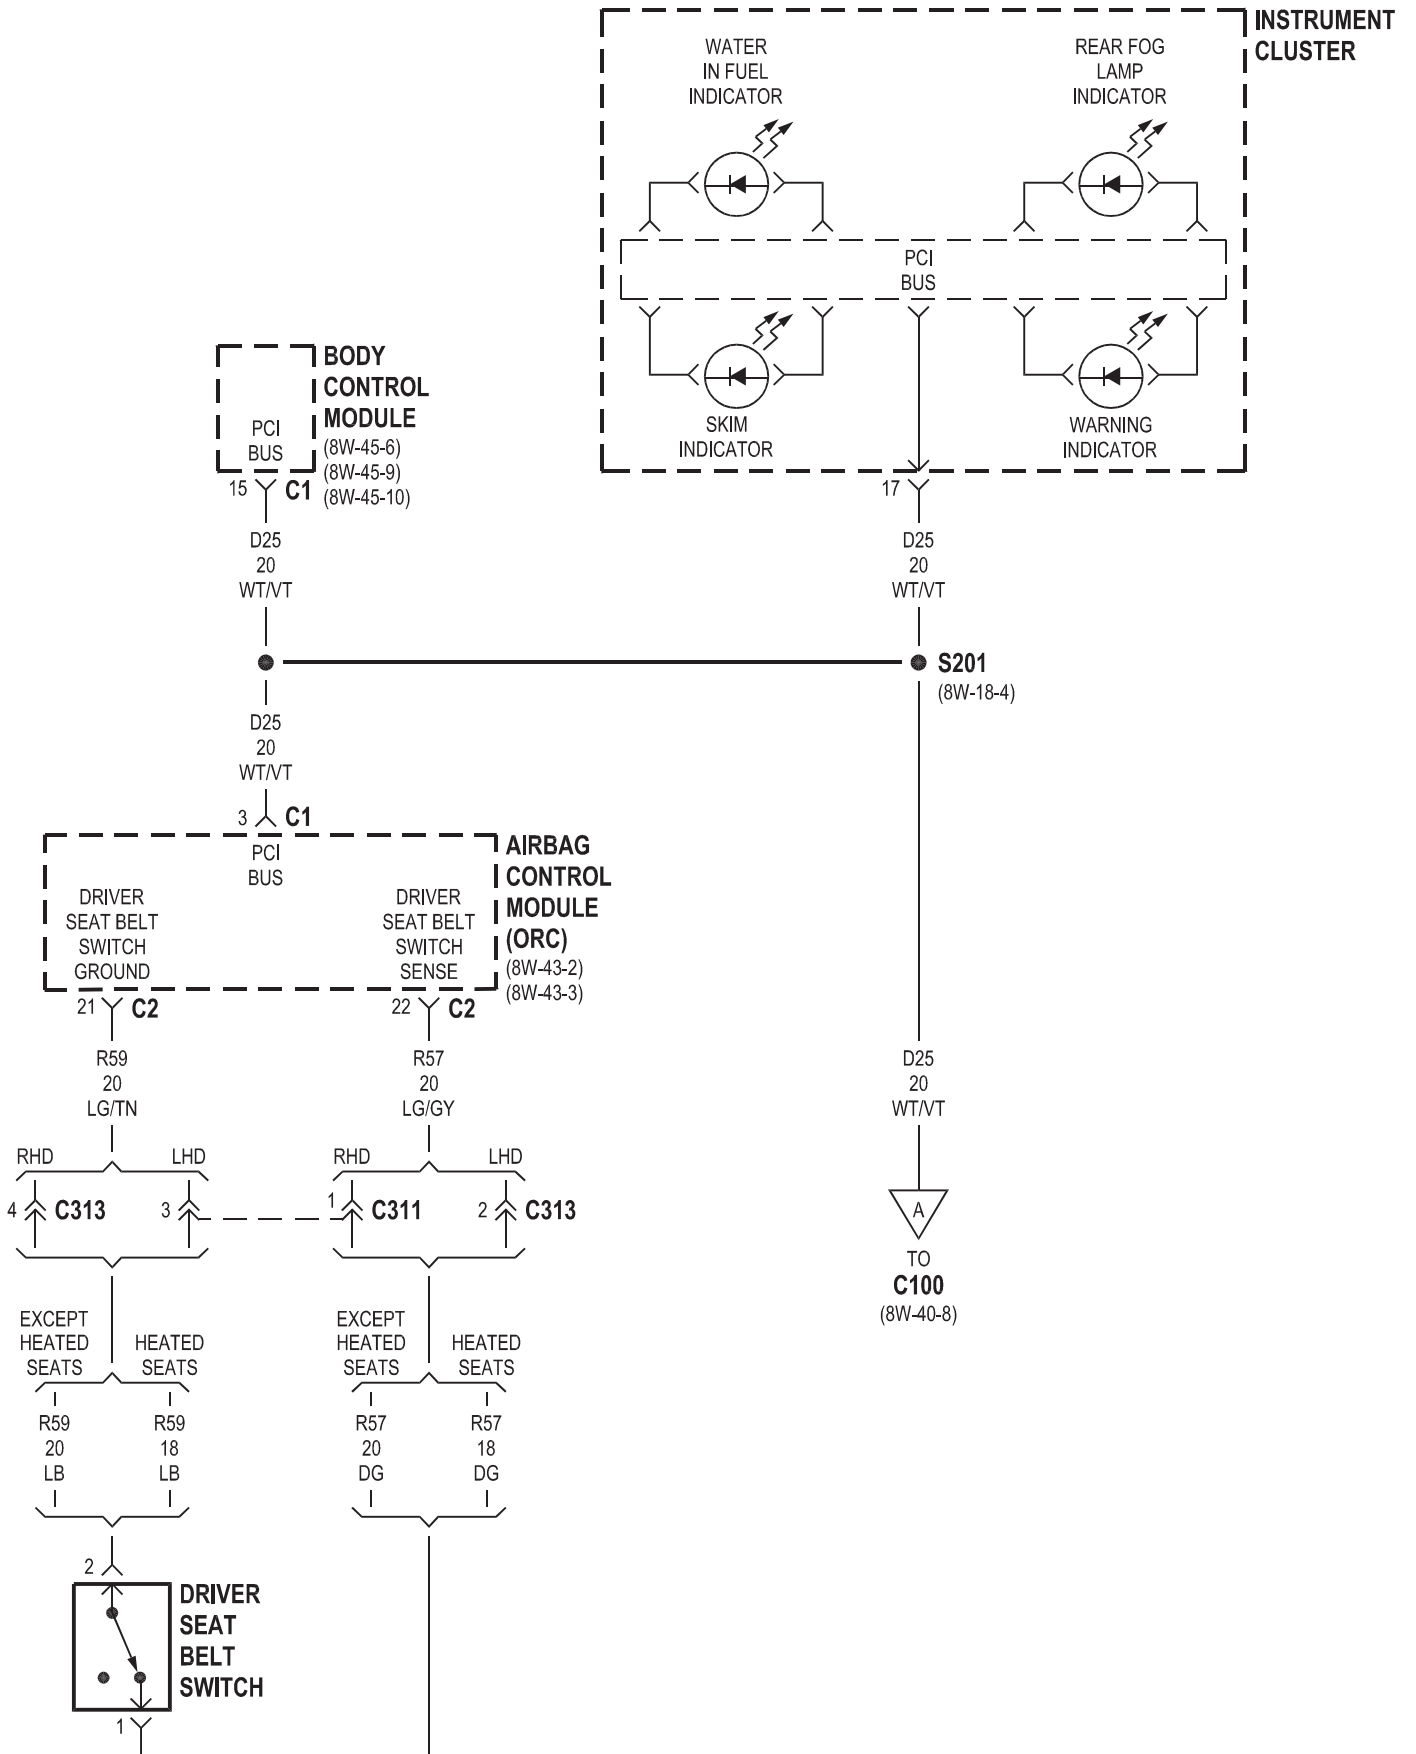 INSTRUMENT
CLUSTER
WATER
IN FUEL
INDICATOR
REAR FOG
LAMP
INDICATOR
PCI
BUS
SKIM
INDICATOR
WARNING
INDICATOR
17
BODY
CONTROL
MODULE
(8W-45-6)
(8W-45-9)
(8W-45-10)
PCI
BUS
15
C1
D25
20
WT/VT
D25
20
WT/VT
S201
(8W-18-4)
D25
20
WT/VT
3
C1
PCI
BUS
AIRBAG
CONTROL
MODULE
(ORC)
(8W-43-2)
(8W-43-3)
DRIVER
SEAT BELT
SWITCH
GROUND
DRIVER
SEAT BELT
SWITCH
SENSE
21
C2
22
C2
R59
20
LG/TN
R57
20
LG/GY
D25
20
WT/VT
RHD
LHD
RHD
LHD
4
C313
3
1
C311
2
C313
A
TO
C100
(8W-40-8)
EXCEPT
HEATED
SEATS
HEATED
SEATS
EXCEPT
HEATED
SEATS
HEATED
SEATS
R59
20
LB
R59
18
LB
R57
20
DG
R57
18
DG
2
DRIVER
SEAT
BELT
SWITCH
1